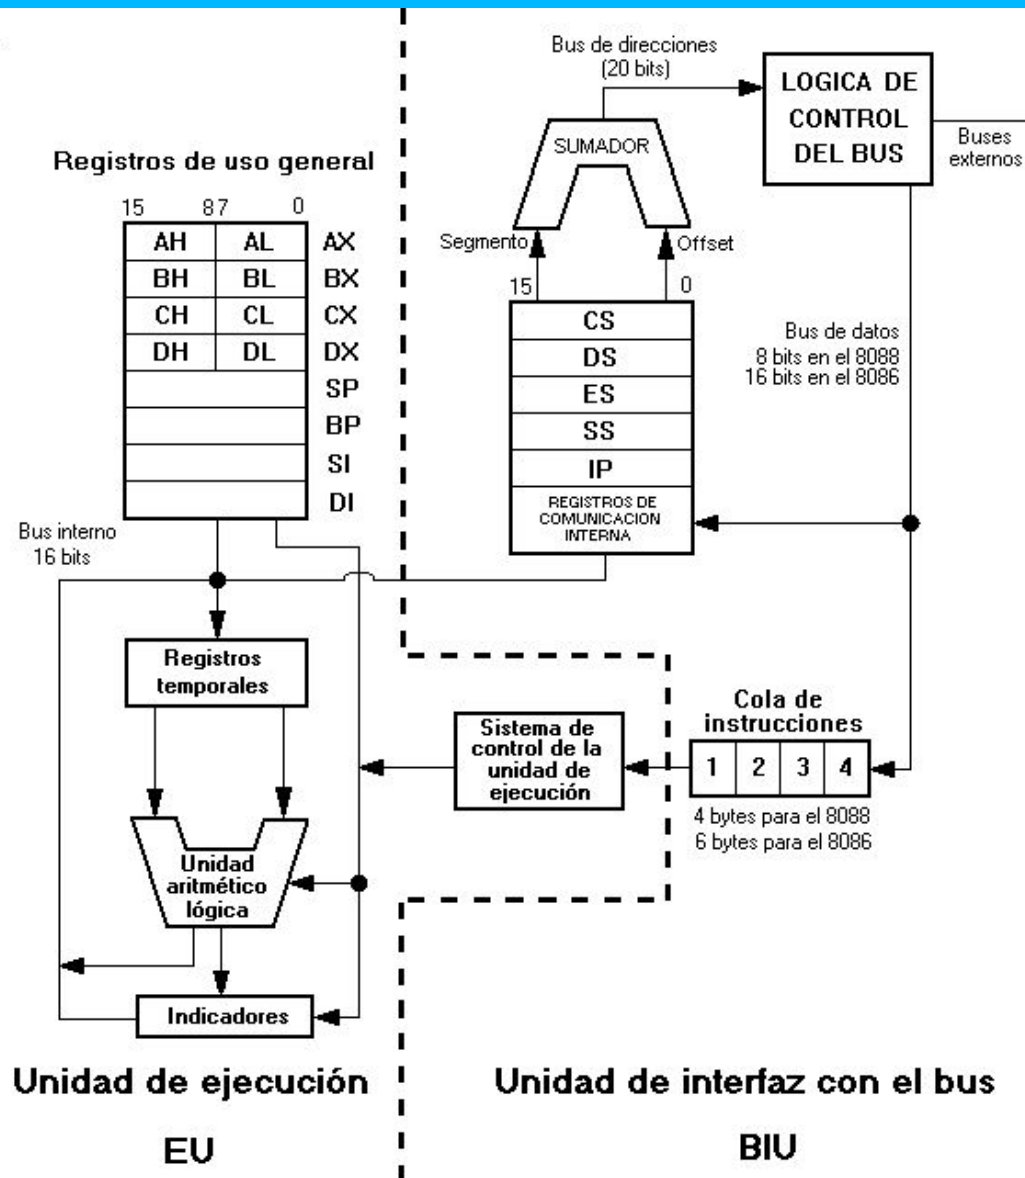 Bus de direcciones
(20 bits)
LOGICA DE
CONTROL
DEL BUS
Buses
externos
SUMADOR
Segmento
Offset
15
0
CS
DS
ES
SS
IP
REGISTROS DE
COMUNICACION
INTERNA
Bus de datos
8 bits en el 8088
16 bits en el 8086
Registros de uso general
15 8 7 0
AH AL AX
BH BL BX
CH CL CX
DH DL DX
SP
BP
SI
DI
Bus interno
16 bits
Registros
temporales
Sistema de
control de la
unidad de
ejecución
Cola de
instrucciones
1 2 3 4
4 bytes para el 8088
6 bytes para el 8086
Unidad
aritmético
lógica
Indicadores
Unidad de ejecución
EU
Unidad de interfaz con el bus
BIU